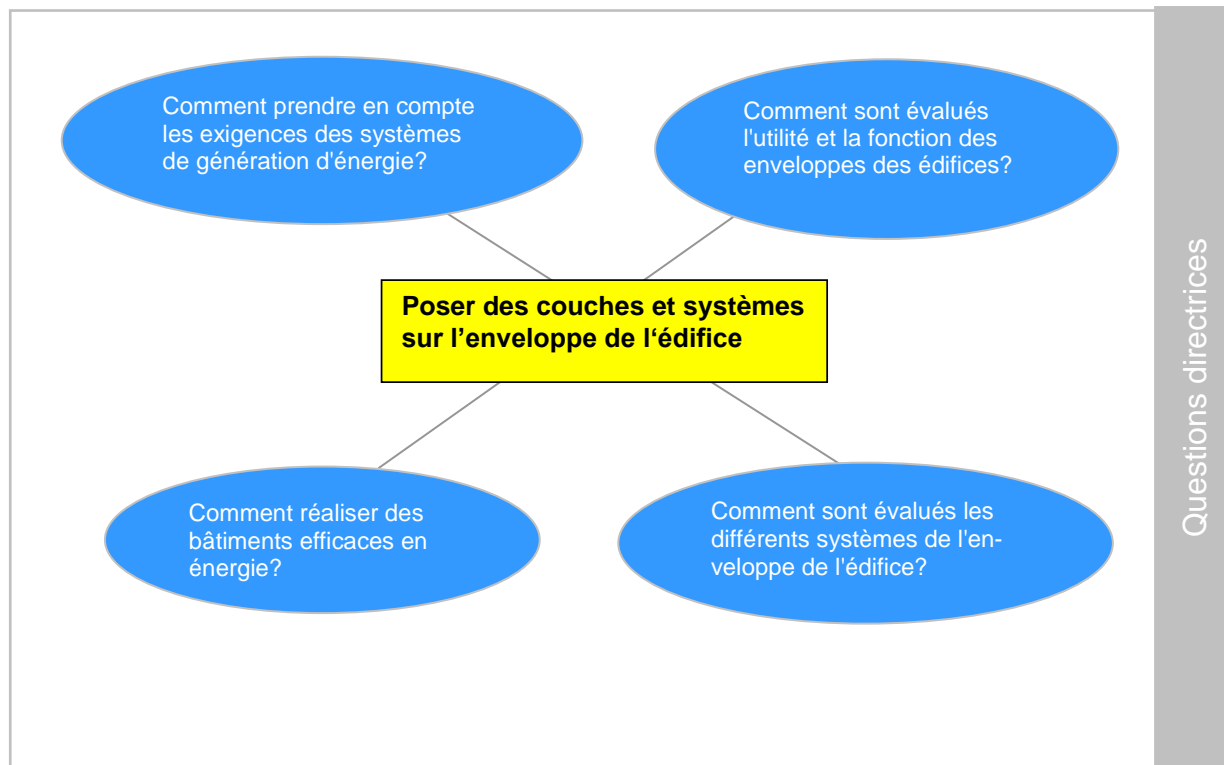 Comment prendre en compte
les exigences des systèmes
de génération d'énergie?
Comment sont évalués
l'utilité et la fonction des
enveloppes des édifices?
Poser des couches et systèmes
sur l’enveloppe de l‘édifice
Comment réaliser des
bâtiments efficaces en
énergie?
Comment sont évalués les
différents systèmes de l'en-
veloppe de l'édifice?
Questions directrices